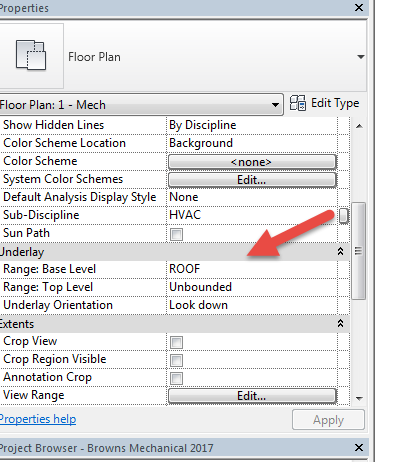 Properties
Floor Plan
Floor Plan: 1 - Mech Edit Type
Show Hidden Lines By Discipline
Color Scheme Location Background
Color Scheme <none>
System Color Schemes Edit...
Default Analysis Display Style None
Sub-Discipline HVAC
Sun Path
Underlay
Range: Base Level ROOF
Range: Top Level Unbounded
Underlay Orientation Look down
Extents
Crop View
Crop Region Visible
Annotation Crop
View Range Edit...
Properties help Apply
Project Browser - Browns Mechanical 2017